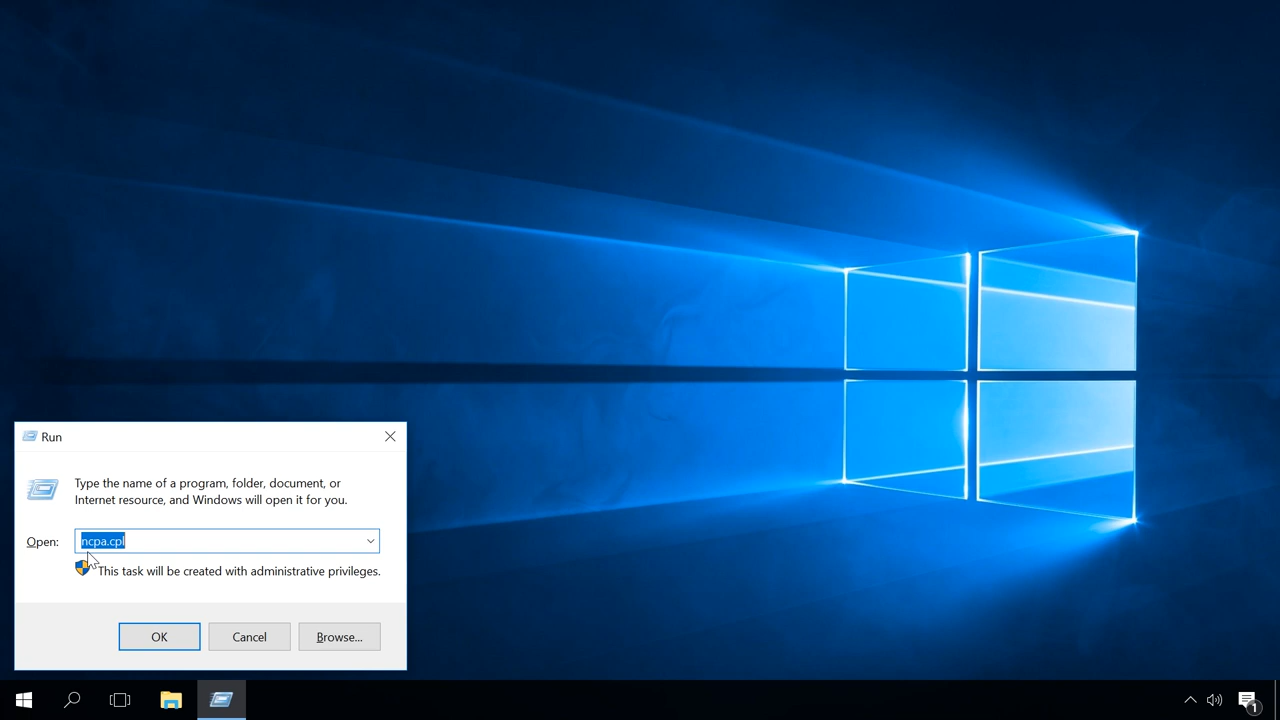 Run
Type the name of a program, folder, document, or
Internet resource, and Windows will open it for you.
Open: ncpa.cpl
This task will be created with administrative privileges.
OK Cancel Browse...
1